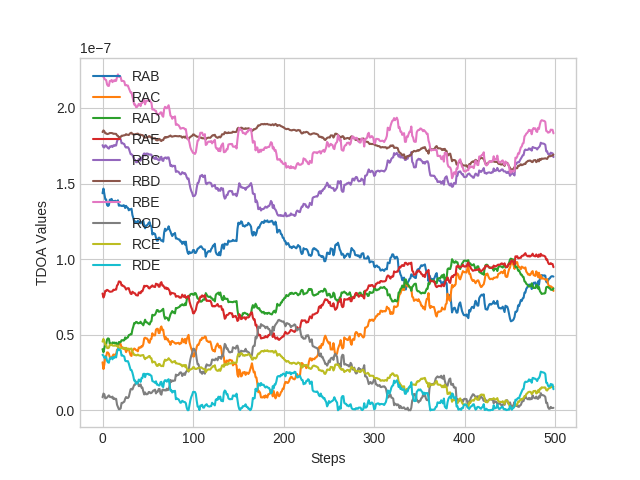 1e−7
2.0
1.5
1.0
0.5
0.0
TDOA Values
RAB
RAC
RAD
RAE
RBC
RBD
RBE
RCD
RCE
RDE
0 100 200 300 400 500
Steps